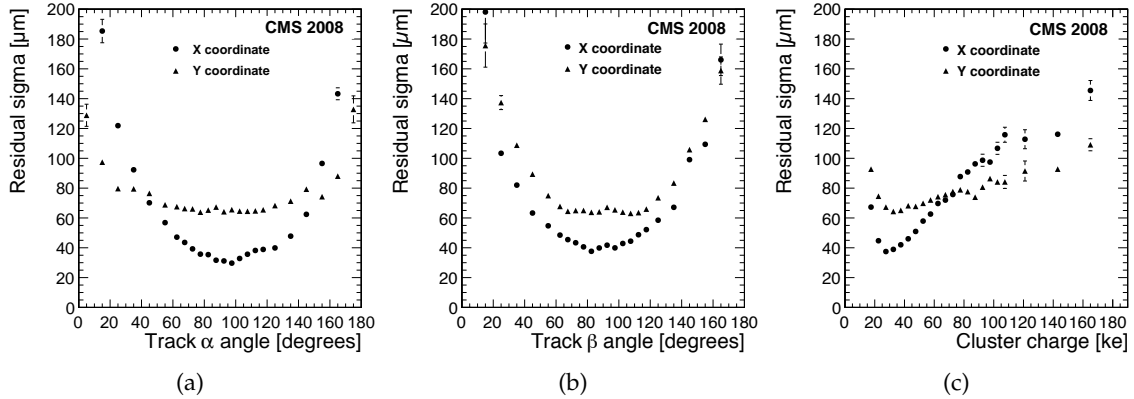 Residual sigma [µm]
200
180
160
140
120
100
80
60
40
20
0
CMS 2008
X coordinate
Y coordinate
0 20 40 60 80 100 120 140 160 180
Track α angle [degrees]
(a)
Residual sigma [µm]
200
180
160
140
120
100
80
60
40
20
0
CMS 2008
X coordinate
Y coordinate
0 20 40 60 80 100 120 140 160 180
Track β angle [degrees]
(b)
Residual sigma [µm]
200
180
160
140
120
100
80
60
40
20
0
CMS 2008
X coordinate
Y coordinate
0 20 40 60 80 100 120 140 160 180
Cluster charge [ke]
(c)